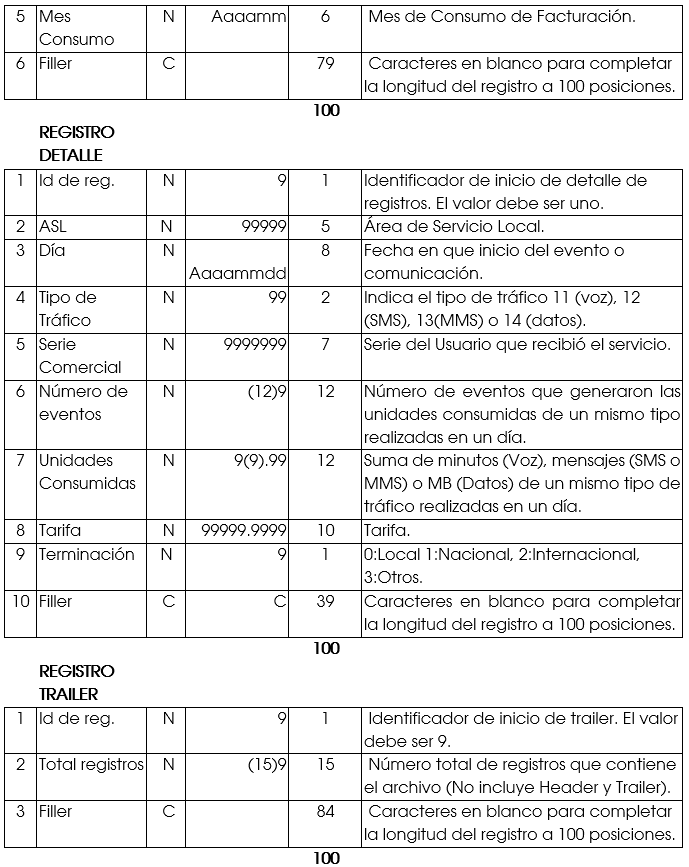 5 Mes N Aaaamm 6 Mes de Consumo de Facturación.
Consumo
6 Filler C 79 Caracteres en blanco para completar
la longitud del registro a 100 posiciones.
100
REGISTRO
DETALLE
1 Id de reg. N 9 1 Identificador de inicio de detalle de
registros. El valor debe ser uno.
2 ASL N 99999 5 Área de Servicio Local.
3 Día N 8 Fecha en que inicio del evento o
Aaaammdd comunicación.
4 Tipo de N 99 2 Indica el tipo de tráfico 11 (voz), 12
Tráfico (SMS), 13(MMS) o 14 (datos).
5 Serie N 9999999 7 Serie del Usuario que recibió el servicio.
Comercial
6 Número de N (12)9 12 Número de eventos que generaron las
eventos unidades consumidas de un mismo tipo
realizadas en un día.
7 Unidades N 9(9).99 12 Suma de minutos (Voz), mensajes (SMS o
Consumidas MMS) o MB (Datos) de un mismo tipo de
tráfico realizadas en un día.
8 Tarifa N 99999.9999 10 Tarifa.
9 Terminación N 9 1 0:Local 1:Nacional, 2:Internacional,
3:Otros.
10 Filler C C 39 Caracteres en blanco para completar
la longitud del registro a 100 posiciones.
100
REGISTRO
TRAILER
1 Id de reg. N 9 1 Identificador de inicio de trailer. El valor
debe ser 9.
2 Total registros N (15)9 15 Número total de registros que contiene
el archivo (No incluye Header y Trailer).
3 Filler C 84 Caracteres en blanco para completar
la longitud del registro a 100 posiciones.
100